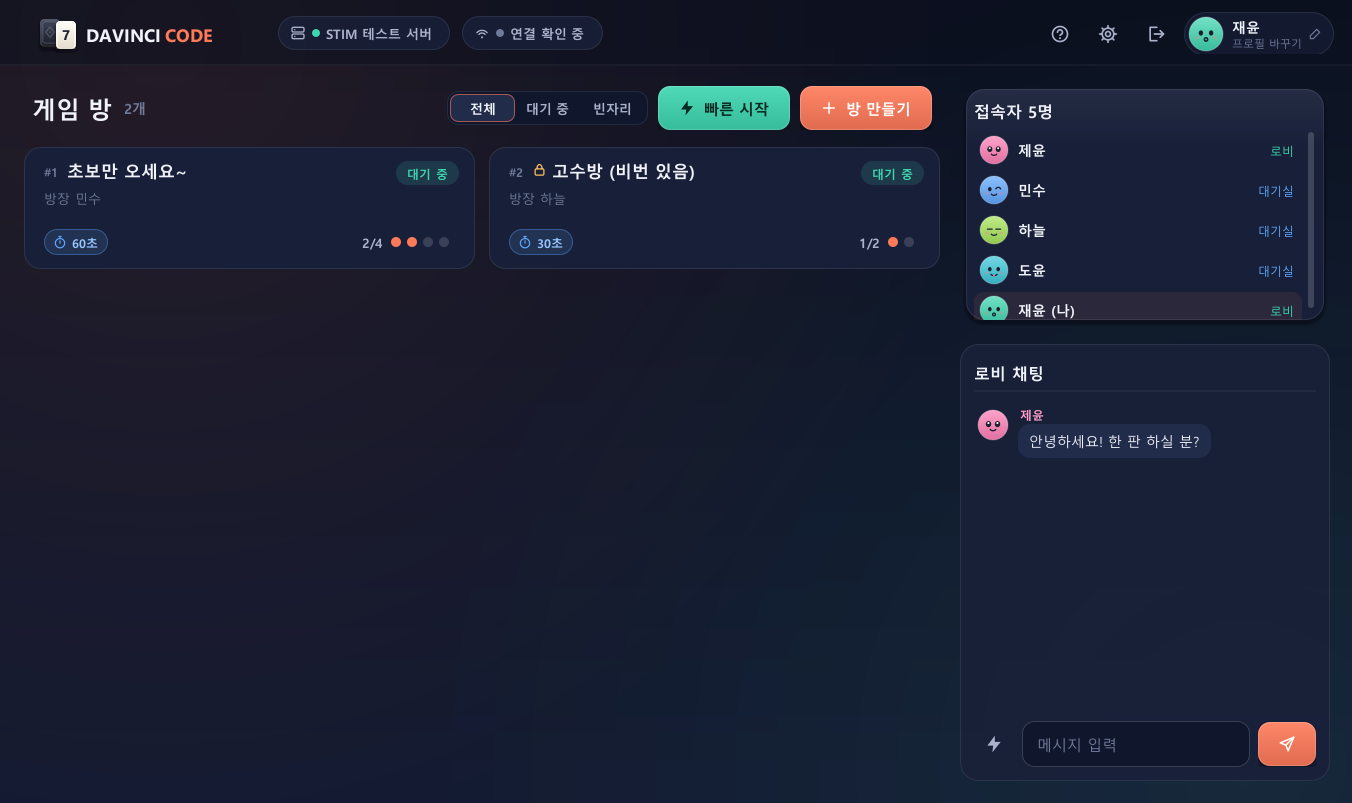 7 DAVINCI CODE
STIM 테스트 서버
연결 확인 중
재윤
프로필 바꾸기
게임 방 2개
전체 대기 중 빈자리
빠른 시작
방 만들기
#1 초보만 오세요~ 대기 중
방장 민수
60초 2/4
#2 고수방 (비번 있음) 대기 중
방장 하늘
30초 1/2
접속자 5명
제윤 로비
민수 대기실
하늘 대기실
도윤 대기실
재윤 (나) 로비
로비 채팅
제윤
안녕하세요! 한 판 하실 분?
메시지 입력